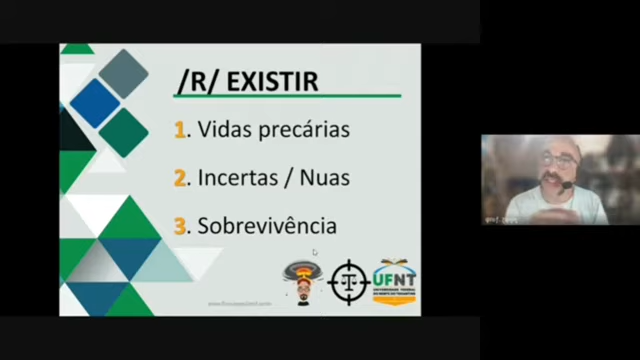 /R/ EXISTIR
1. Vidas precárias
2. Incertas / Nuas
3. Sobrevivência
UFNT